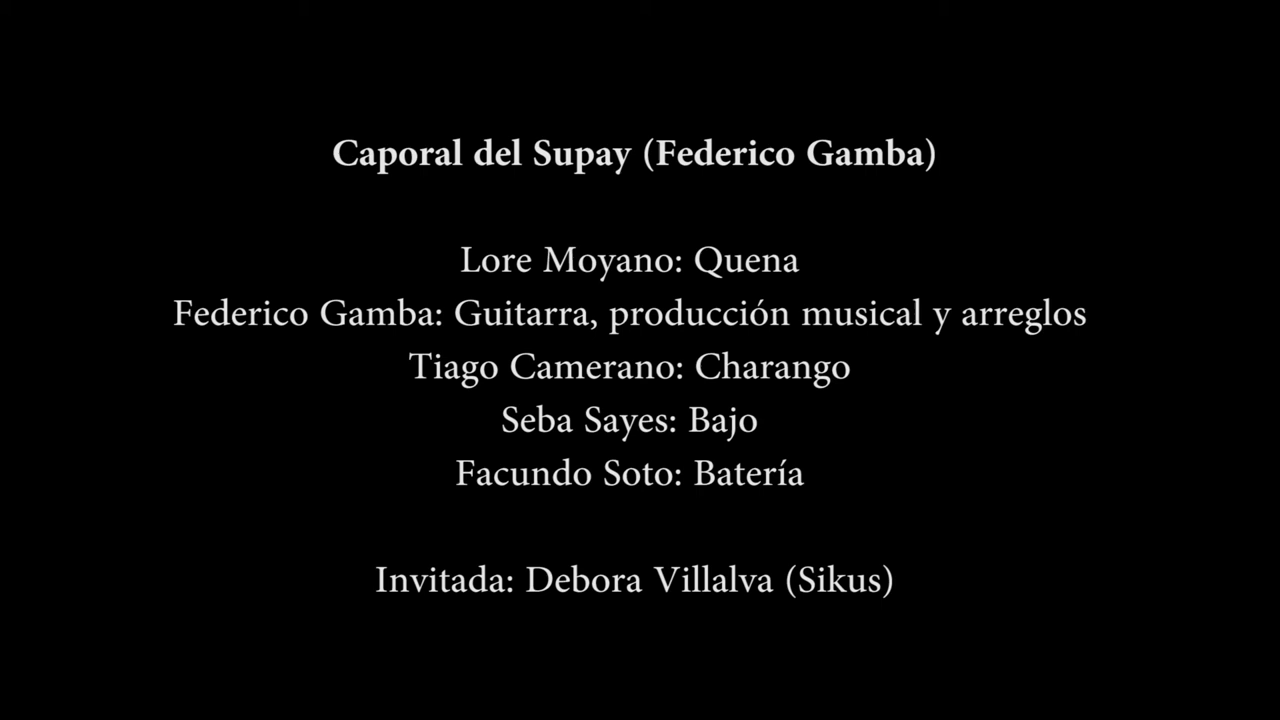 Caporal del Supay (Federico Gamba)
Lore Moyano: Quena
Federico Gamba: Guitarra, producción musical y arreglos
Tiago Camerano: Charango
Seba Sayes: Bajo
Facundo Soto: Batería
Invitada: Debora Villalva (Sikus)